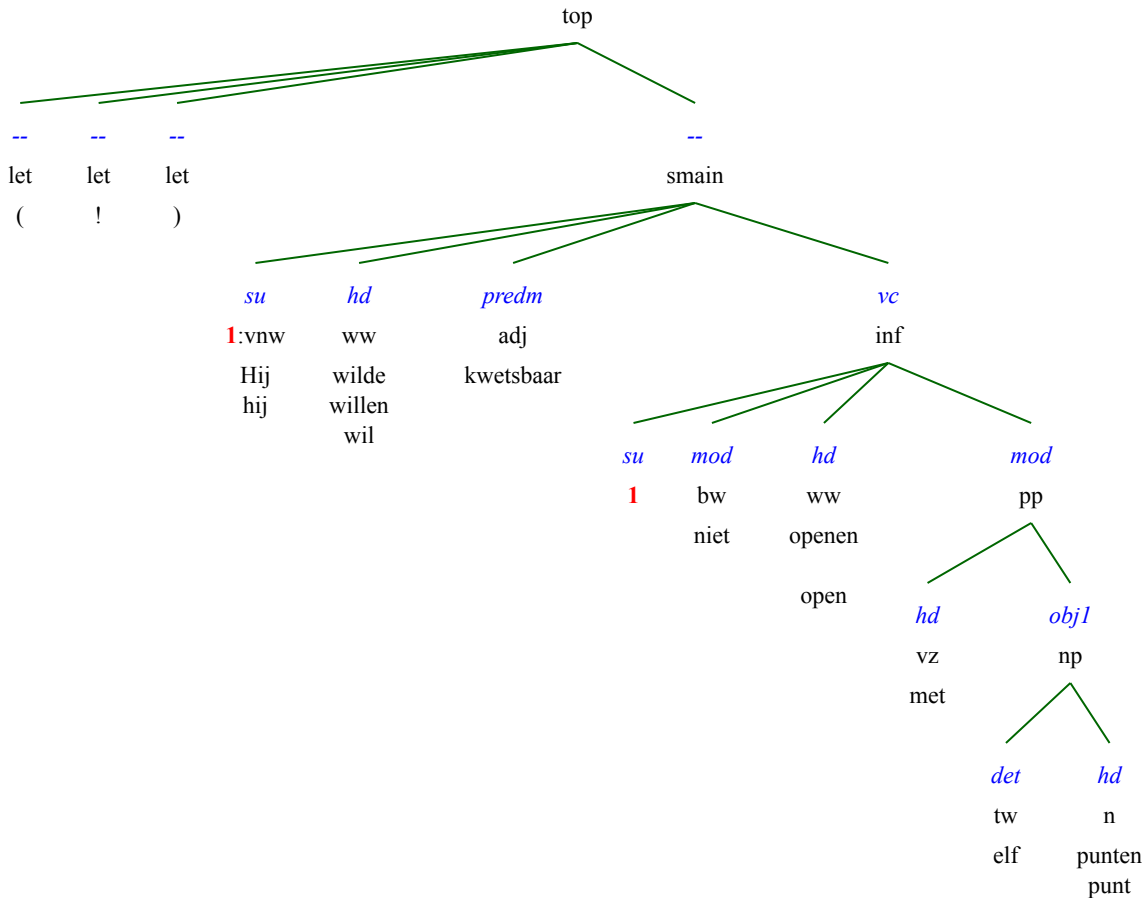 top
-- -- -- --
let let let smain
( ! )
su hd predm vc
1:vnw ww adj inf
Hij wilde kwetsbaar
hij willen
wil
su mod hd mod
1 bw ww pp
niet openen
open
hd obj1
vz np
met
det hd
tw n
elf punten
punt